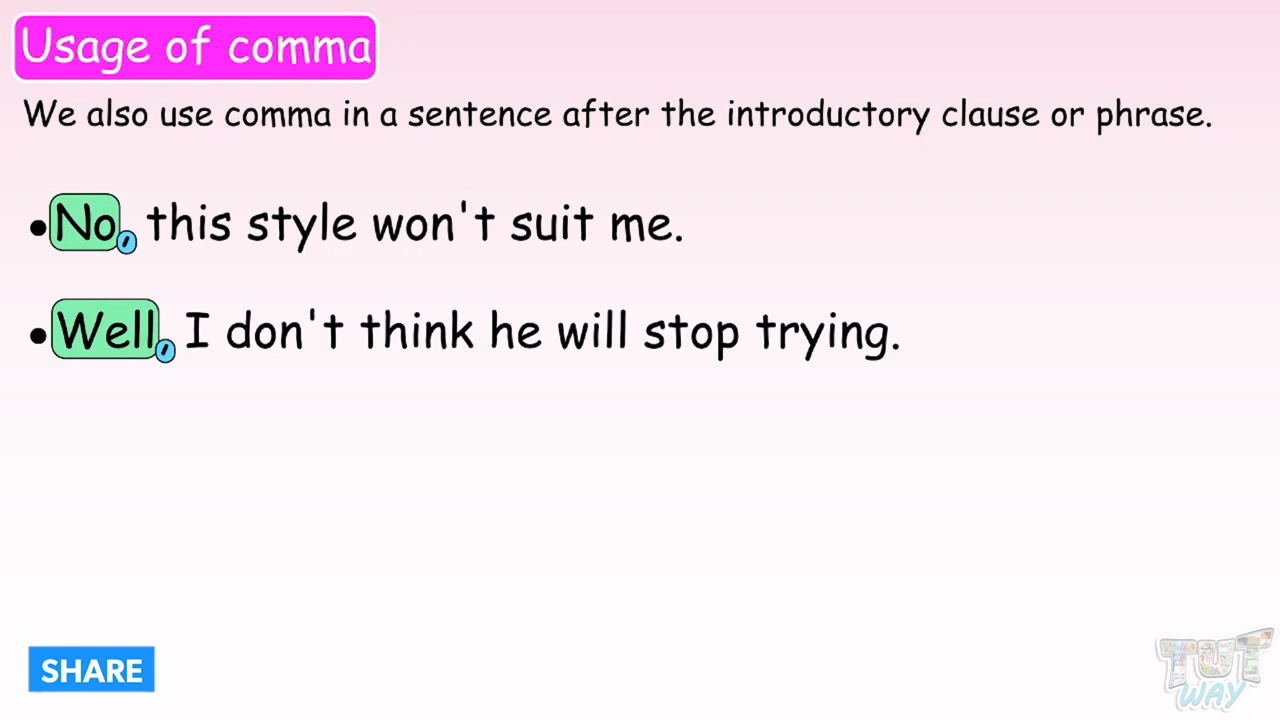 Usage of comma
We also use comma in a sentence after the introductory clause or phrase.
•No, this style won't suit me.
•Well, I don't think he will stop trying.
SHARE
TUT
WAY